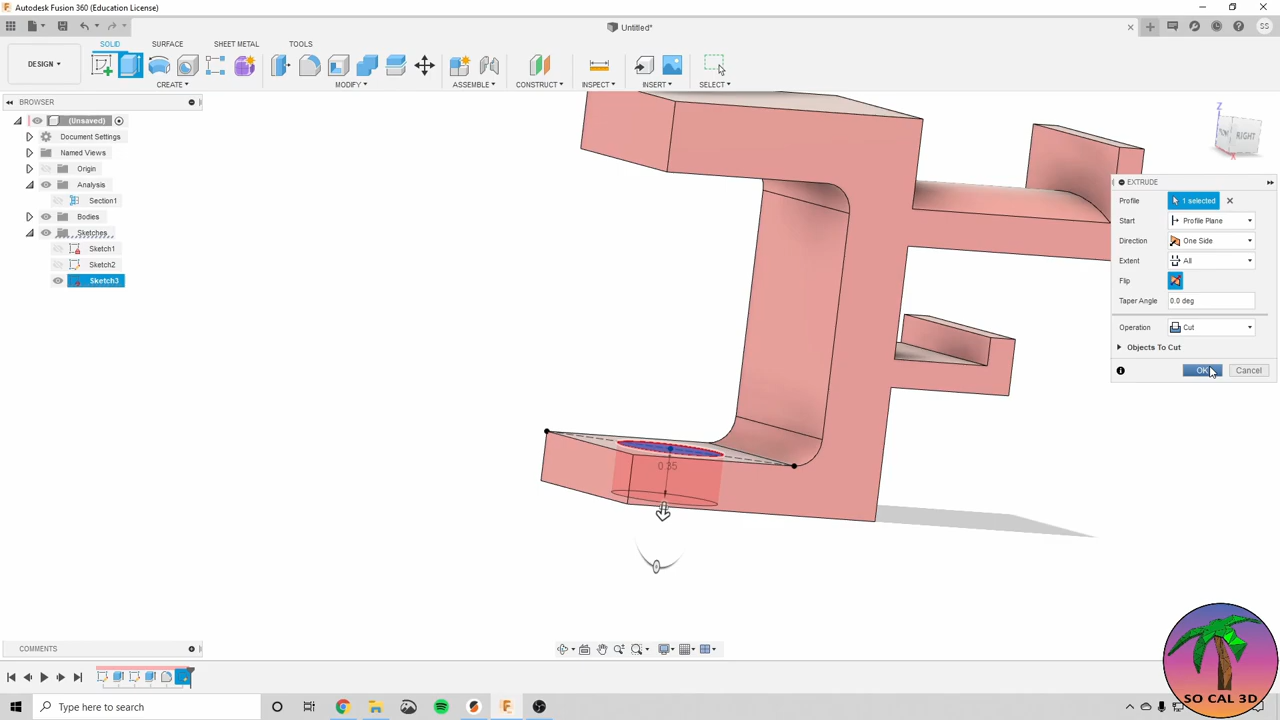 Autodesk Fusion 360 (Education License)
Untitled*
SS
SOLID SURFACE SHEET METAL TOOLS
DESIGN
CREATE MODIFY ASSEMBLE CONSTRUCT INSPECT INSERT SELECT
BROWSER
(Unsaved)
Document Settings
Named Views
Origin
Analysis
Section1
Bodies
Sketches
Sketch1
Sketch2
Sketch3
Z
RIGHT
X
EXTRUDE
Profile 1 selected
Start Profile Plane
Direction One Side
Extent All
Flip
Taper Angle 0.0 deg
Operation Cut
Objects To Cut
OK Cancel
0.35
COMMENTS
Type here to search
SO CAL 3D